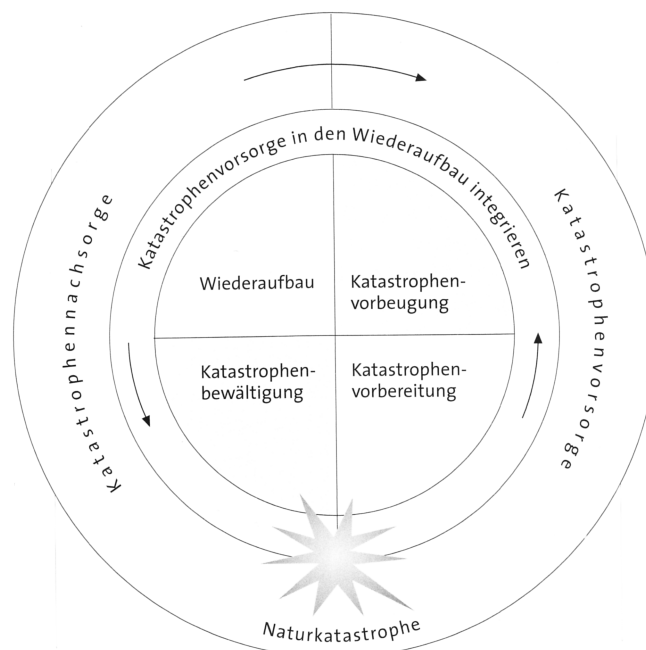 Katastrophenvorsorge in den Wiederaufbau integrieren
Katastrophennachsorge
Katastrophenvorsorge
Wiederaufbau
Katastrophen-
vorbeugung
Katastrophen-
bewältigung
Katastrophen-
vorbereitung
Naturkatastrophe